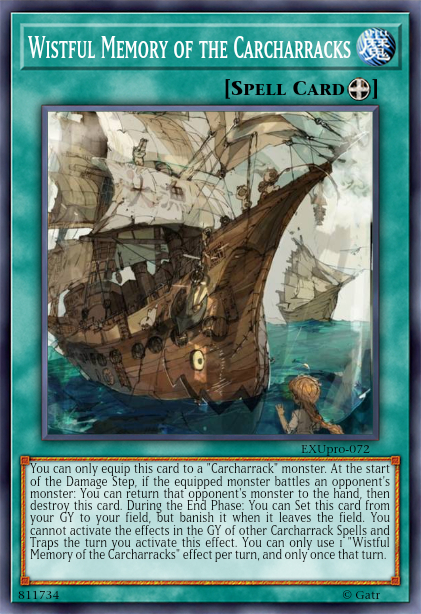 Wistful Memory of the Carcharracks
魔
[Spell Card]
EXUpro-072
You can only equip this card to a "Carcharrack" monster. At the start
of the Damage Step, if the equipped monster battles an opponent's
monster: You can return that opponent's monster to the hand, then
destroy this card. During the End Phase: You can Set this card from
your GY to your field, but banish it when it leaves the field. You
cannot activate the effects in the GY of other Carcharrack Spells and
Traps the turn you activate this effect. You can only use 1 "Wistful
Memory of the Carcharracks" effect per turn, and only once that turn.
811734
© Gatr